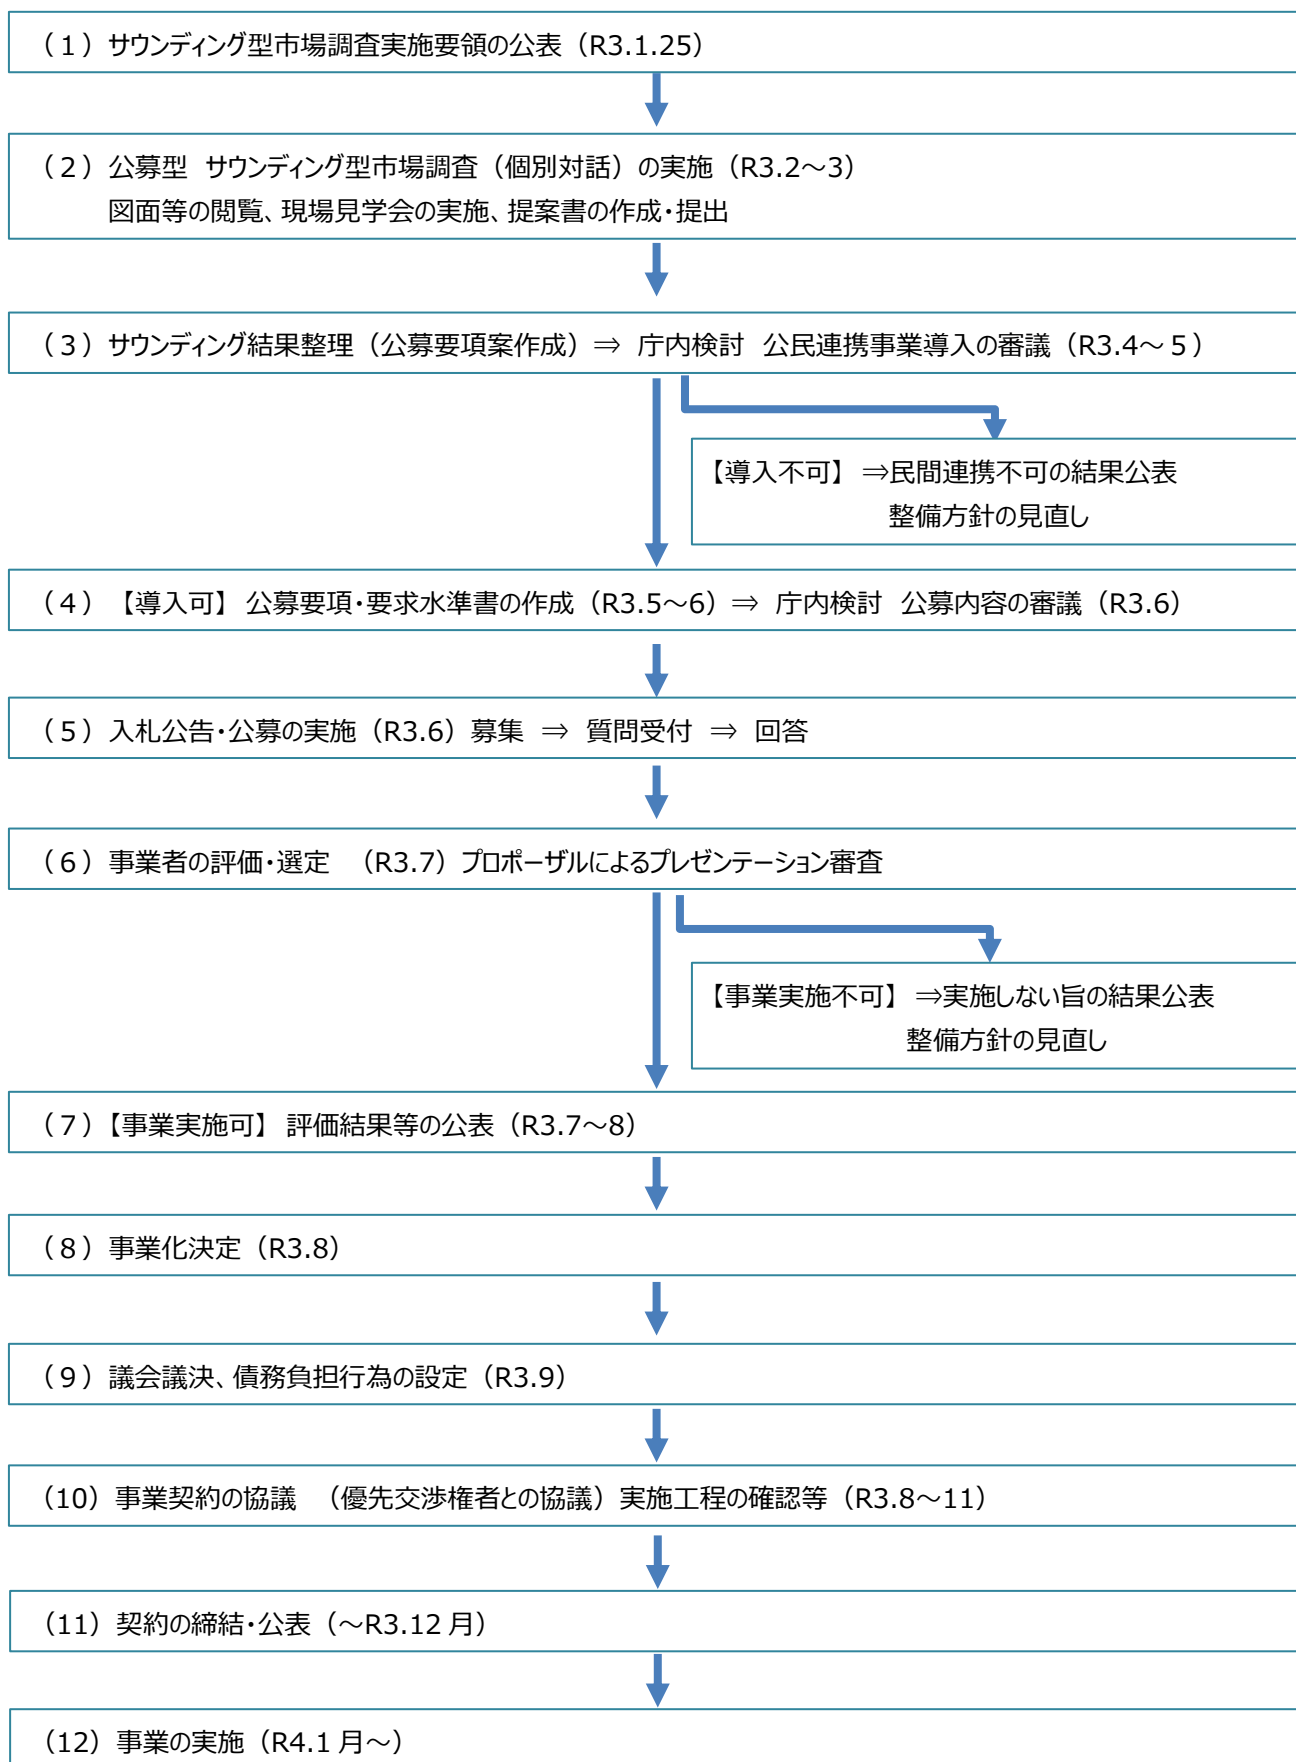 （１）サウンディング型市場調査実施要領の公表（R3.1.25）
（２）公募型　サウンディング型市場調査（個別対話）の実施（R3.2～3）
図面等の閲覧、現場見学会の実施、提案書の作成・提出
（３）サウンディング結果整理（公募要項案作成）⇒　庁内検討　公民連携事業導入の審議（R3.4～５）
【導入不可】　⇒民間連携不可の結果公表
整備方針の見直し
（４）【導入可】　公募要項・要求水準書の作成（R3.5～6）⇒　庁内検討　公募内容の審議（R3.6）
（５）入札公告・公募の実施（R3.6）募集　⇒　質問受付　⇒　回答
（６）事業者の評価・選定　（R3.7）プロポーザルによるプレゼンテーション審査
【事業実施不可】　⇒実施しない旨の結果公表
整備方針の見直し
（７）【事業実施可】　評価結果等の公表（R3.7～8）
（８）事業化決定（R3.8）
（９）議会議決、債務負担行為の設定（R3.9）
（10）事業契約の協議　（優先交渉権者との協議）実施工程の確認等（R3.8～11）
（11）契約の締結・公表（～R3.12 月）
（12）事業の実施（R4.1 月～）